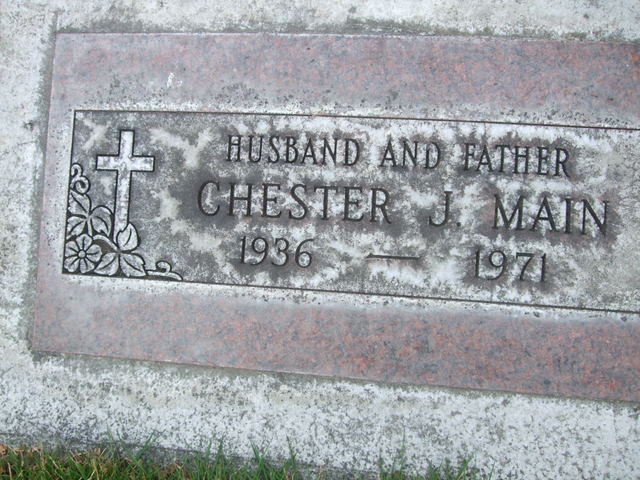 HUSBAND AND FATHER
CHESTER J. MAIN
1936 — 1971